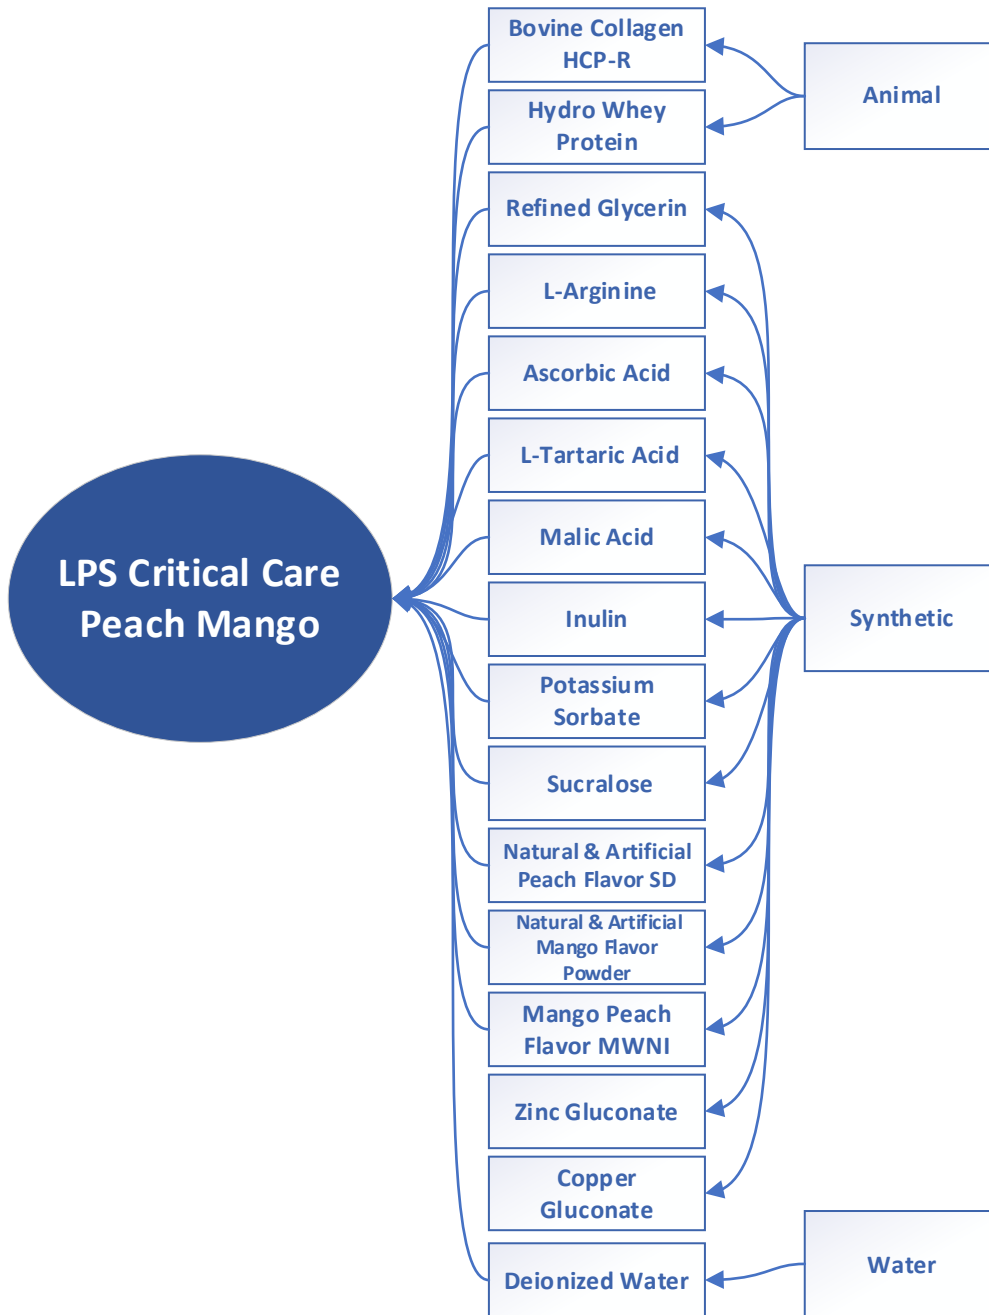 LPS Critical Care
Peach Mango
Bovine Collagen
HCP-R
Hydro Whey
Protein
Refined Glycerin
L-Arginine
Ascorbic Acid
L-Tartaric Acid
Malic Acid
Inulin
Potassium
Sorbate
Sucralose
Natural & Artificial
Peach Flavor SD
Natural & Artificial
Mango Flavor
Powder
Mango Peach
Flavor MWNI
Zinc Gluconate
Copper
Gluconate
Deionized Water
Animal
Synthetic
Water